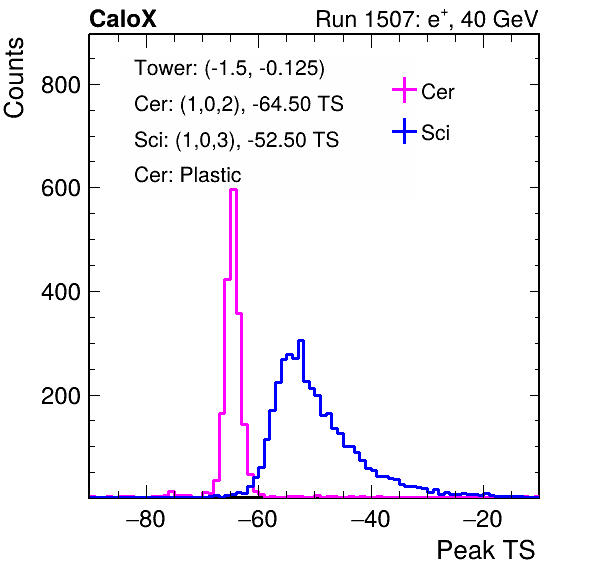 CaloX Run 1507: e⁺, 40 GeV
Counts
Tower: (-1.5, -0.125)
Cer: (1,0,2), -64.50 TS
Sci: (1,0,3), -52.50 TS
Cer: Plastic
Cer
Sci
800
600
400
200
−80 −60 −40 −20
Peak TS